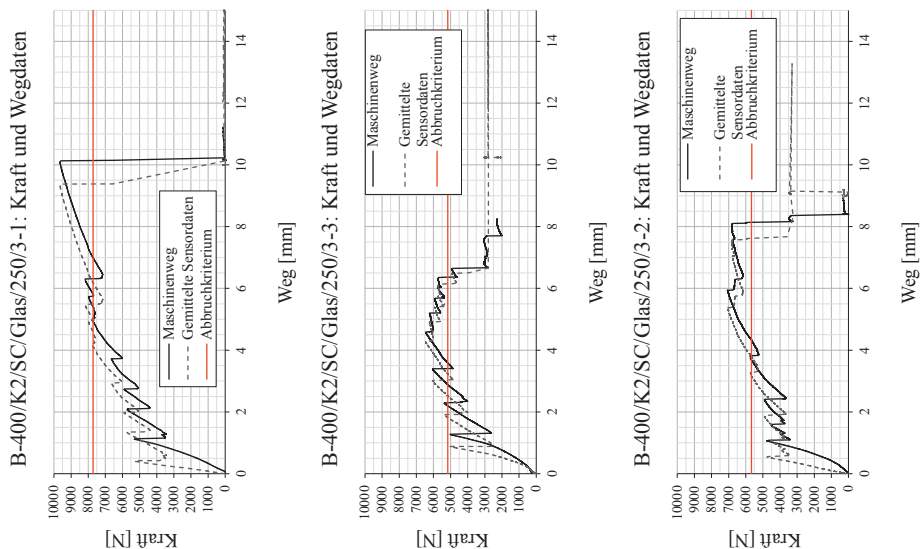 B-400/K2/SC/Glas/250/3-1: Kraft und Wegdaten
Kraft [N]
10000
9000
8000
7000
6000
5000
4000
3000
2000
1000
0
0 2 4 6 8 10 12 14
Weg [mm]
Maschinenweg
Gemittelte Sensordaten
Abbruchkriterium
B-400/K2/SC/Glas/250/3-3: Kraft und Wegdaten
Kraft [N]
10000
9000
8000
7000
6000
5000
4000
3000
2000
1000
0
0 2 4 6 8 10 12 14
Weg [mm]
Maschinenweg
Gemittelte
Sensordaten
Abbruchkriterium
B-400/K2/SC/Glas/250/3-2: Kraft und Wegdaten
Kraft [N]
10000
9000
8000
7000
6000
5000
4000
3000
2000
1000
0
0 2 4 6 8 10 12 14
Weg [mm]
Maschinenweg
Gemittelte
Sensordaten
Abbruchkriterium